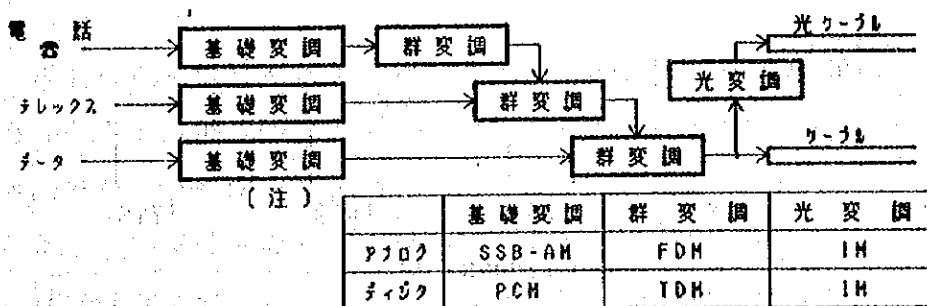 電話
光ケーブル
基礎変調 群変調
光変調
テレックス 基礎変調 群変調
ケーブル
データ 基礎変調 群変調
(注)
基礎変調 群変調 光変調
アナログ SSB-AM FDM IM
ディジタ PCM TDM IM